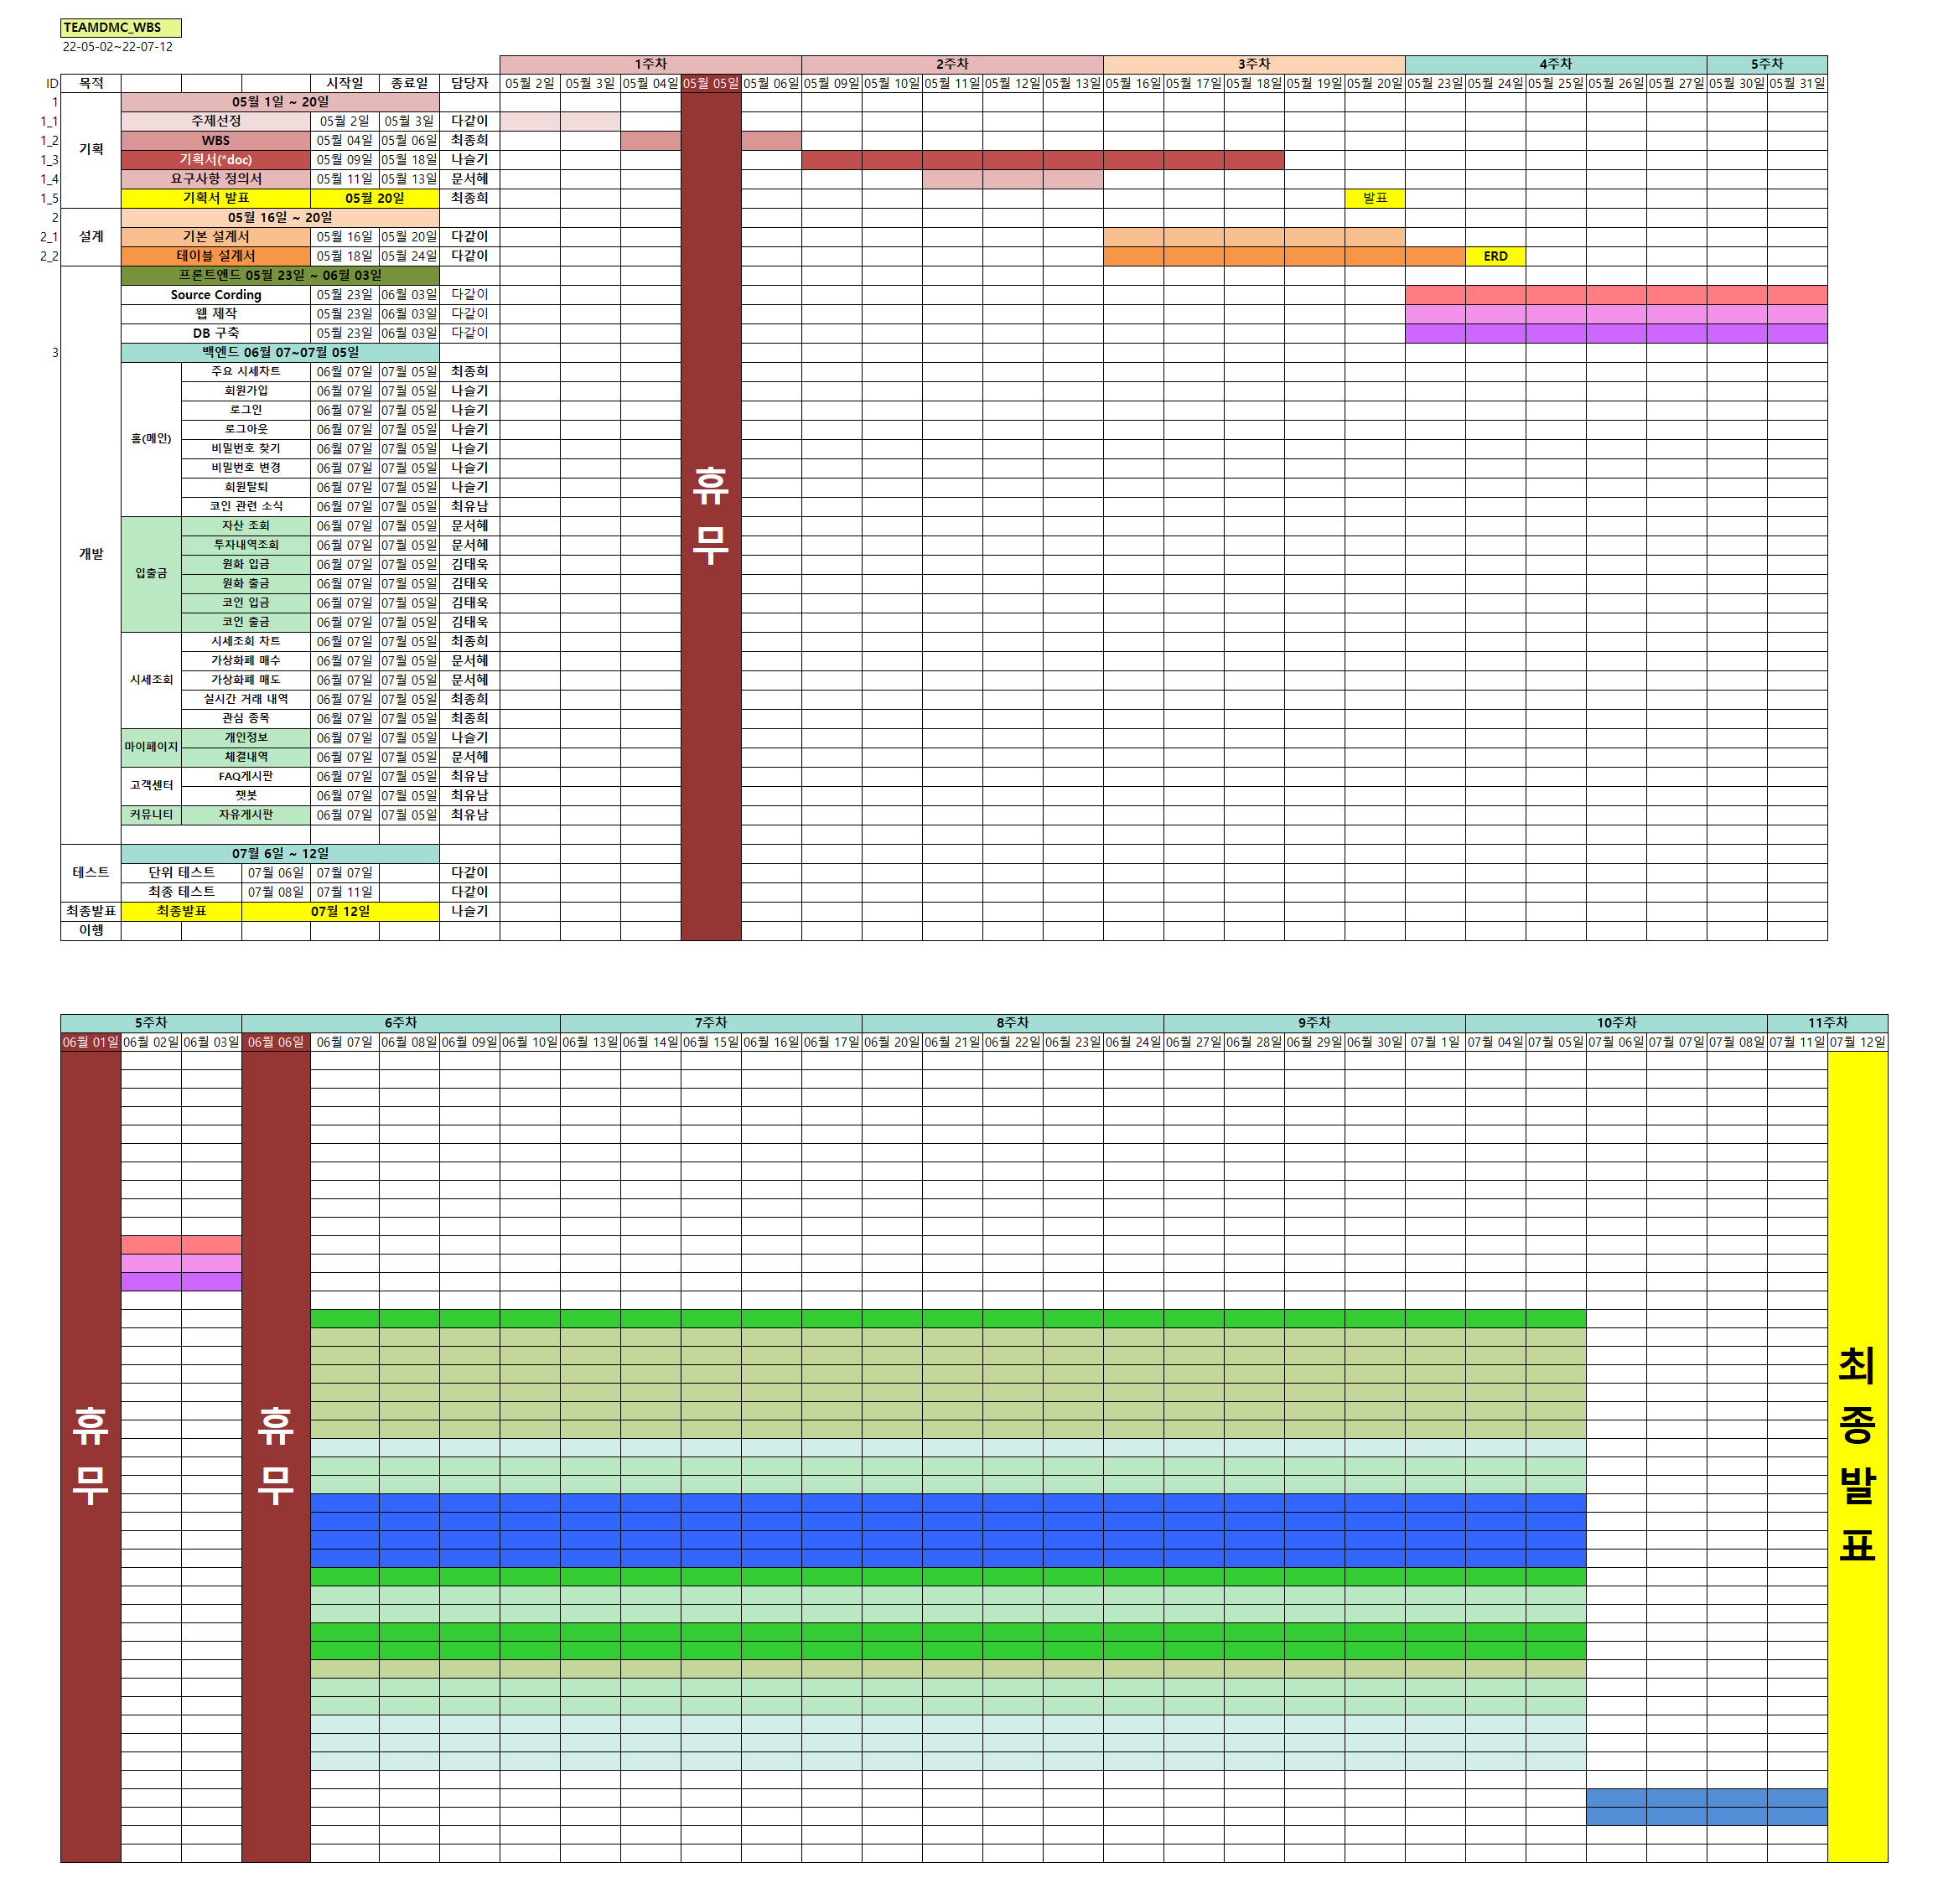 TEAMDMC_WBS
22-05-02~22-07-12
1주차 2주차 3주차 4주차 5주차
ID 목적 시작일 종료일 담당자 05월 2일 05월 3일 05월 04일 05월 05일 05월 06일 05월 09일 05월 10일 05월 11일 05월 12일 05월 13일 05월 16일 05월 17일 05월 18일 05월 19일 05월 20일 05월 23일 05월 24일 05월 25일 05월 26일 05월 27일 05월 30일 05월 31일
1 기획 05월 1일 ~ 20일
1_1 주제선정 05월 2일 05월 3일 다같이
1_2 WBS 05월 04일 05월 06일 최종희
1_3 기획서(*doc) 05월 09일 05월 18일 나슬기
1_4 요구사항 정의서 05월 11일 05월 13일 문서혜
1_5 기획서 발표 05월 20일 최종희 발표
2 설계 05월 16일 ~ 20일
2_1 기본 설계서 05월 16일 05월 20일 다같이
2_2 테이블 설계서 05월 18일 05월 24일 다같이 ERD
개발 프론트앤드 05월 23일 ~ 06월 03일
Source Cording 05월 23일 06월 03일 다같이
웹 제작 05월 23일 06월 03일 다같이
DB 구축 05월 23일 06월 03일 다같이
3 백엔드 06월 07~07월 05일
홈(메인) 주요 시세차트 06월 07일 07월 05일 최종희
회원가입 06월 07일 07월 05일 나슬기
로그인 06월 07일 07월 05일 나슬기
로그아웃 06월 07일 07월 05일 나슬기
비밀번호 찾기 06월 07일 07월 05일 나슬기
비밀번호 변경 06월 07일 07월 05일 나슬기
회원탈퇴 06월 07일 07월 05일 나슬기
코인 관련 소식 06월 07일 07월 05일 최유남
입출금 자산 조회 06월 07일 07월 05일 문서혜
투자내역조회 06월 07일 07월 05일 문서혜
원화 입금 06월 07일 07월 05일 김태욱
원화 출금 06월 07일 07월 05일 김태욱
코인 입금 06월 07일 07월 05일 김태욱
코인 출금 06월 07일 07월 05일 김태욱
시세조회 시세조회 차트 06월 07일 07월 05일 최종희
가상화폐 매수 06월 07일 07월 05일 문서혜
가상화폐 매도 06월 07일 07월 05일 문서혜
실시간 거래 내역 06월 07일 07월 05일 최종희
관심 종목 06월 07일 07월 05일 최종희
마이페이지 개인정보 06월 07일 07월 05일 나슬기
체결내역 06월 07일 07월 05일 문서혜
고객센터 FAQ게시판 06월 07일 07월 05일 최유남
챗봇 06월 07일 07월 05일 최유남
커뮤니티 자유게시판 06월 07일 07월 05일 최유남
테스트 07월 6일 ~ 12일
단위 테스트 07월 06일 07월 07일 다같이
최종 테스트 07월 08일 07월 11일 다같이
최종발표 최종발표 07월 12일 나슬기
이행
휴
무
5주차 6주차 7주차 8주차 9주차 10주차 11주차
06월 01일 06월 02일 06월 03일 06월 06일 06월 07일 06월 08일 06월 09일 06월 10일 06월 13일 06월 14일 06월 15일 06월 16일 06월 17일 06월 20일 06월 21일 06월 22일 06월 23일 06월 24일 06월 27일 06월 28일 06월 29일 06월 30일 07월 1일 07월 04일 07월 05일 07월 06일 07월 07일 07월 08일 07월 11일 07월 12일
휴
무
휴
무
최
종
발
표